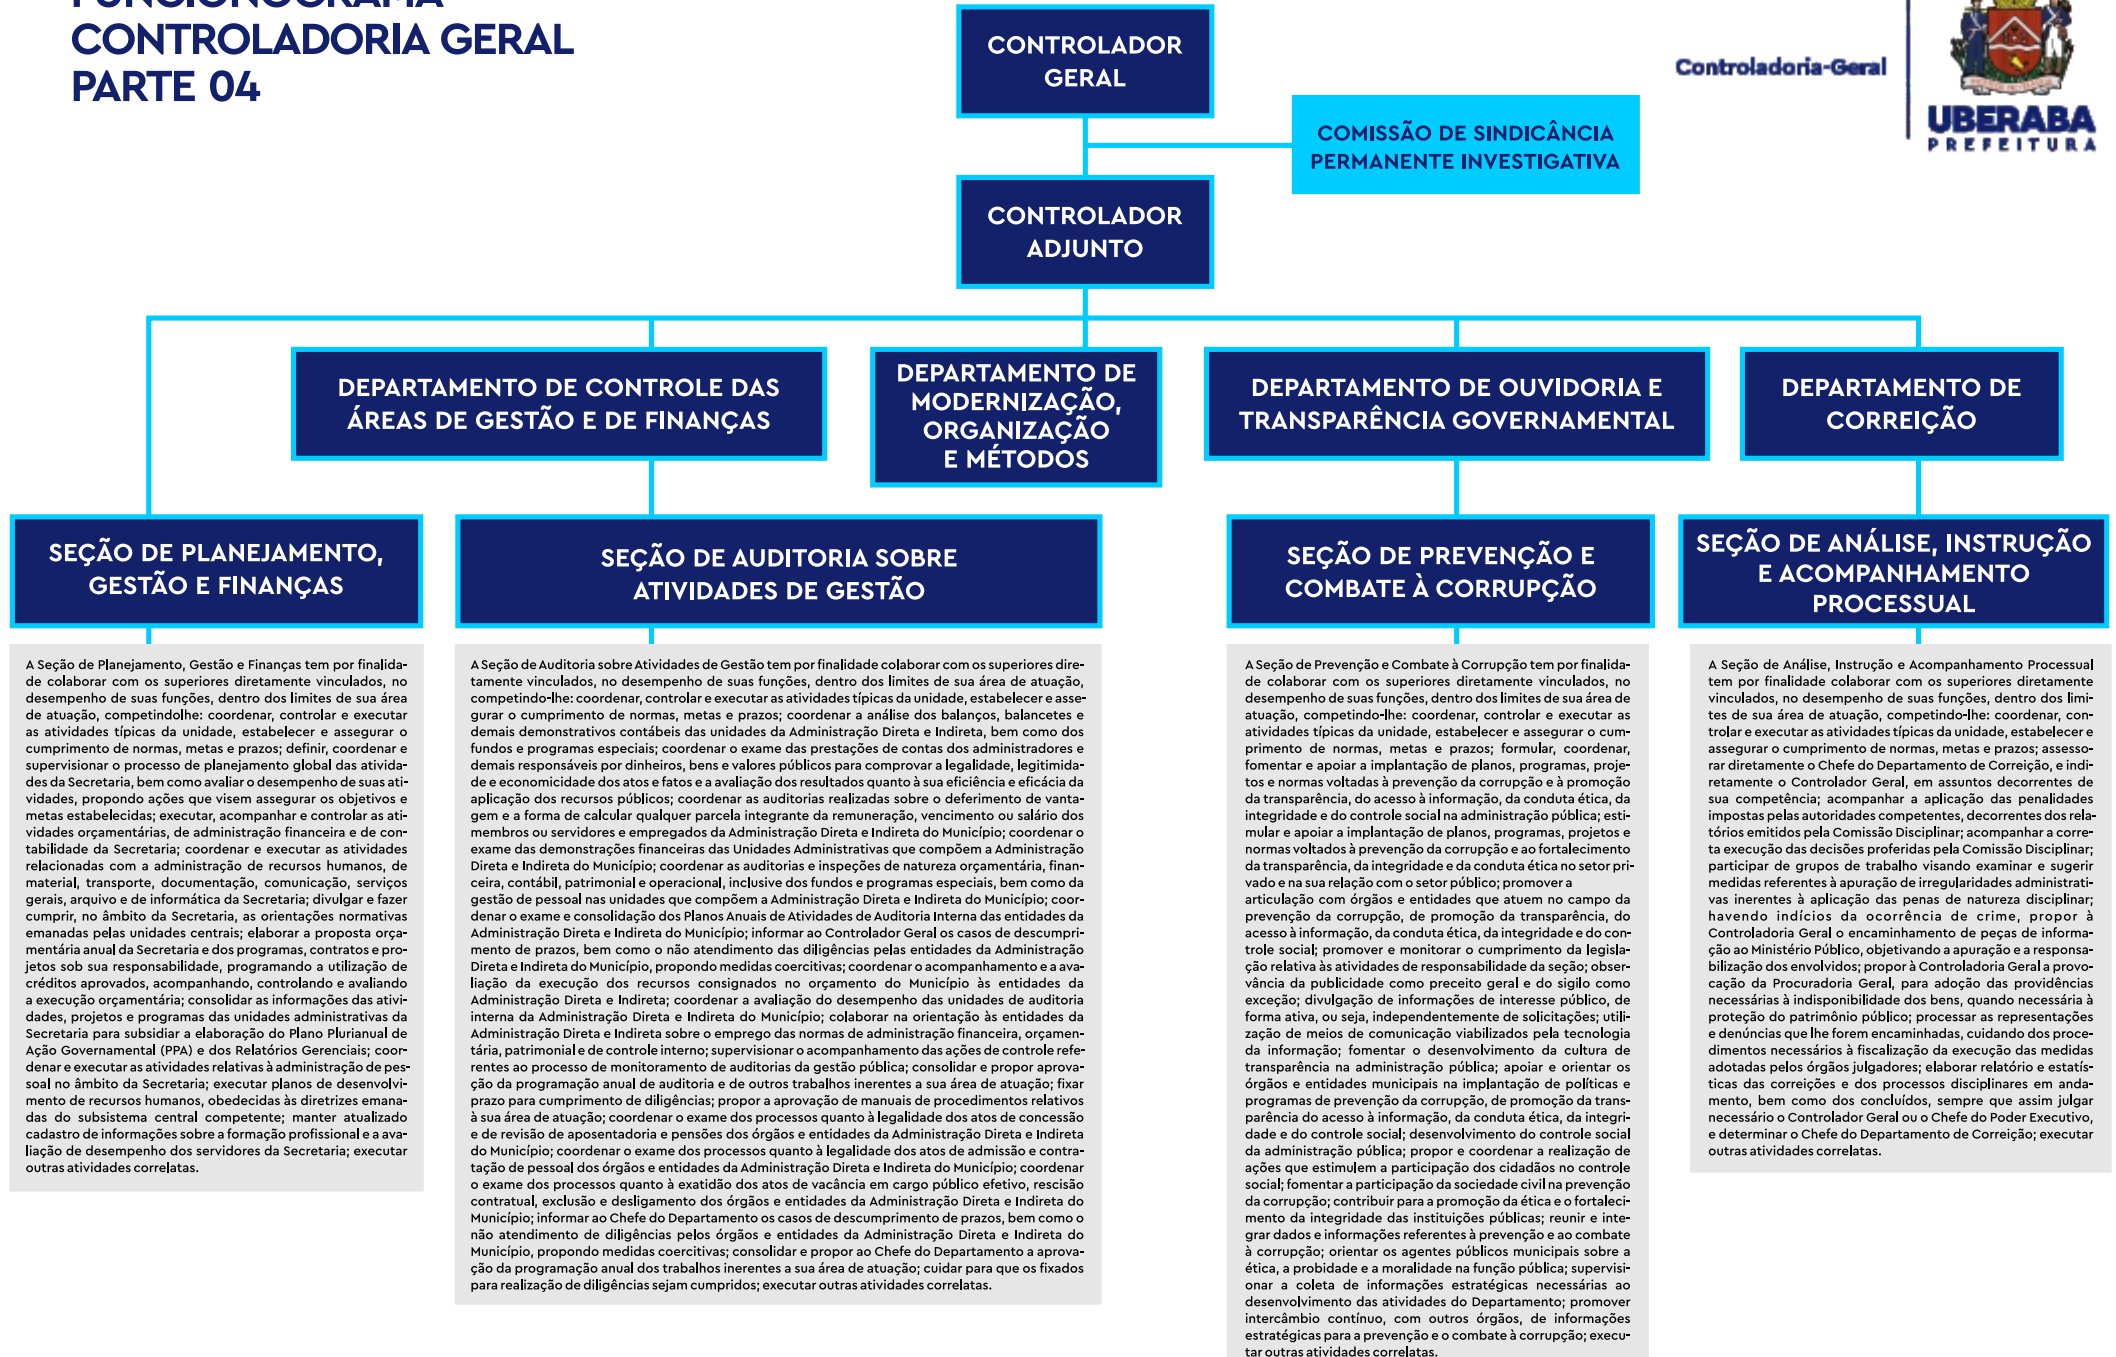 FUNCIONOGRAMA
CONTROLADORIA GERAL
PARTE 04
CONTROLADOR
GERAL
Controladoria-Geral
UBERABA
PREFEITURA
COMISSÃO DE SINDICÂNCIA
PERMANENTE INVESTIGATIVA
CONTROLADOR
ADJUNTO
DEPARTAMENTO DE CONTROLE DAS
ÁREAS DE GESTÃO E DE FINANÇAS
DEPARTAMENTO DE
MODERNIZAÇÃO,
ORGANIZAÇÃO
E MÉTODOS
DEPARTAMENTO DE OUVIDORIA E
TRANSPARÊNCIA GOVERNAMENTAL
DEPARTAMENTO DE
CORREIÇÃO
SEÇÃO DE PLANEJAMENTO,
GESTÃO E FINANÇAS
SEÇÃO DE AUDITORIA SOBRE
ATIVIDADES DE GESTÃO
SEÇÃO DE PREVENÇÃO E
COMBATE À CORRUPÇÃO
SEÇÃO DE ANÁLISE, INSTRUÇÃO
E ACOMPANHAMENTO
PROCESSUAL
A Seção de Planejamento, Gestão e Finanças tem por finalida-
de colaborar com os superiores diretamente vinculados, no
desempenho de suas funções, dentro dos limites de sua área
de atuação, competindolhe: coordenar, controlar e executar
as atividades típicas da unidade, estabelecer e assegurar o
cumprimento de normas, metas e prazos; definir, coordenar e
supervisionar o processo de planejamento global das ativida-
des da Secretaria, bem como avaliar o desempenho de suas ati-
vidades, propondo ações que visem assegurar os objetivos e
metas estabelecidas; executar, acompanhar e controlar as ati-
vidades orçamentárias, de administração financeira e de con-
tabilidade da Secretaria; coordenar e executar as atividades
relacionadas com a administração de recursos humanos, de
material, transporte, documentação, comunicação, serviços
gerais, arquivo e de informática da Secretaria; divulgar e fazer
cumprir, no âmbito da Secretaria, as orientações normativas
emanadas pelas unidades centrais; elaborar a proposta orça-
mentária anual da Secretaria e dos programas, contratos e pro-
jetos sob sua responsabilidade, programando a utilização de
créditos aprovados, acompanhando, controlando e avaliando
a execução orçamentária; consolidar as informações das ativi-
dades, projetos e programas das unidades administrativas da
Secretaria para subsidiar a elaboração do Plano Plurianual de
Ação Governamental (PPA) e dos Relatórios Gerenciais; coor-
denar e executar as atividades relativas à administração de pes-
soal no âmbito da Secretaria; executar planos de desenvolvi-
mento de recursos humanos, obedecidas às diretrizes emana-
das do subsistema central competente; manter atualizado
cadastro de informações sobre a formação profissional e a ava-
liação de desempenho dos servidores da Secretaria; executar
outras atividades correlatas.
A Seção de Auditoria sobre Atividades de Gestão tem por finalidade colaborar com os superiores dire-
tamente vinculados, no desempenho de suas funções, dentro dos limites de sua área de atuação,
competindo-lhe: coordenar, controlar e executar as atividades típicas da unidade, estabelecer e asse-
gurar o cumprimento de normas, metas e prazos; coordenar a análise dos balanços, balancetes e
demais demonstrativos contábeis das unidades da Administração Direta e Indireta, bem como dos
fundos e programas especiais; coordenar o exame das prestações de contas dos administradores e
demais responsáveis por dinheiros, bens e valores públicos para comprovar a legalidade, legitimida-
de e economicidade dos atos e fatos e a avaliação dos resultados quanto à sua eficiência e eficácia da
aplicação dos recursos públicos; coordenar as auditorias realizadas sobre o deferimento de vanta-
gem e a forma de calcular qualquer parcela integrante da remuneração, vencimento ou salário dos
membros ou servidores e empregados da Administração Direta e Indireta do Município; coordenar o
exame das demonstrações financeiras das Unidades Administrativas que compõem a Administração
Direta e Indireta do Município; coordenar as auditorias e inspeções de natureza orçamentária, finan-
ceira, contábil, patrimonial e operacional, inclusive dos fundos e programas especiais, bem como da
gestão de pessoal nas unidades que compõem a Administração Direta e Indireta do Município; coor-
denar o exame e consolidação dos Planos Anuais de Atividades de Auditoria Interna das entidades da
Administração Direta e Indireta do Município; informar ao Controlador Geral os casos de descumpri-
mento de prazos, bem como o não atendimento das diligências pelas entidades da Administração
Direta e Indireta do Município, propondo medidas coercitivas; coordenar o acompanhamento e a ava-
liação da execução dos recursos consignados no orçamento do Município às entidades da
Administração Direta e Indireta; coordenar a avaliação do desempenho das unidades de auditoria
interna da Administração Direta e Indireta do Município; colaborar na orientação às entidades da
Administração Direta e Indireta sobre o emprego das normas de administração financeira, orçamen-
tária, patrimonial e de controle interno; supervisionar o acompanhamento das ações de controle refe-
rentes ao processo de monitoramento de auditorias da gestão pública; consolidar e propor aprova-
ção da programação anual de auditoria e de outros trabalhos inerentes a sua área de atuação; fixar
prazo para cumprimento de diligências; propor a aprovação de manuais de procedimentos relativos
à sua área de atuação; coordenar o exame dos processos quanto à legalidade dos atos de concessão
e de revisão de aposentadoria e pensões dos órgãos e entidades da Administração Direta e Indireta
do Município; coordenar o exame dos processos quanto à legalidade dos atos de admissão e contra-
tação de pessoal dos órgãos e entidades da Administração Direta e Indireta do Município; coordenar
o exame dos processos quanto à exatidão dos atos de vacância em cargo público efetivo, rescisão
contratual, exclusão e desligamento dos órgãos e entidades da Administração Direta e Indireta do
Município; informar ao Chefe do Departamento os casos de descumprimento de prazos, bem como o
não atendimento de diligências pelos órgãos e entidades da Administração Direta e Indireta do
Município, propondo medidas coercitivas; consolidar e propor ao Chefe do Departamento a aprova-
ção da programação anual dos trabalhos inerentes a sua área de atuação; cuidar para que os fixados
para realização de diligências sejam cumpridos; executar outras atividades correlatas.
A Seção de Prevenção e Combate à Corrupção tem por finalida-
de colaborar com os superiores diretamente vinculados, no
desempenho de suas funções, dentro dos limites de sua área de
atuação, competindo-lhe: coordenar, controlar e executar as
atividades típicas da unidade, estabelecer e assegurar o cum-
primento de normas, metas e prazos; formular, coordenar,
fomentar e apoiar a implantação de planos, programas, proje-
tos e normas voltadas à prevenção da corrupção e à promoção
da transparência, do acesso à informação, da conduta ética, da
integridade e do controle social na administração pública; esti-
mular e apoiar a implantação de planos, programas, projetos e
normas voltados à prevenção da corrupção e ao fortalecimento
da transparência, da integridade e da conduta ética no setor pri-
vado e na sua relação com o setor público; promover a
articulação com órgãos e entidades que atuem no campo da
prevenção da corrupção, de promoção da transparência, do
acesso à informação, da conduta ética, da integridade e do con-
trole social; promover e monitorar o cumprimento da legisla-
ção relativa às atividades de responsabilidade da seção; obser-
vância da publicidade como preceito geral e do sigilo como
exceção; divulgação de informações de interesse público, de
forma ativa, ou seja, independentemente de solicitações; utili-
zação de meios de comunicação viabilizados pela tecnologia
da informação; fomentar o desenvolvimento da cultura de
transparência na administração pública; apoiar e orientar os
órgãos e entidades municipais na implantação de políticas e
programas de prevenção da corrupção, de promoção da trans-
parência do acesso à informação, da conduta ética, da integri-
dade e do controle social; desenvolvimento do controle social
da administração pública; propor e coordenar a realização de
ações que estimulem a participação dos cidadãos no controle
social; fomentar a participação da sociedade civil na prevenção
da corrupção; contribuir para a promoção da ética e o fortaleci-
mento da integridade das instituições públicas; reunir e inte-
grar dados e informações referentes à prevenção e ao combate
à corrupção; orientar os agentes públicos municipais sobre a
ética, a probidade e a moralidade na função pública; supervisi-
onar a coleta de informações estratégicas necessárias ao
desenvolvimento das atividades do Departamento; promover
intercâmbio contínuo, com outros órgãos, de informações
estratégicas para a prevenção e o combate à corrupção; execu-
tar outras atividades correlatas.
A Seção de Análise, Instrução e Acompanhamento Processual
tem por finalidade colaborar com os superiores diretamente
vinculados, no desempenho de suas funções, dentro dos limi-
tes de sua área de atuação, competindo-lhe: coordenar, con-
trolar e executar as atividades típicas da unidade, estabelecer e
assegurar o cumprimento de normas, metas e prazos; assesso-
rar diretamente o Chefe do Departamento de Correição, e indi-
retamente o Controlador Geral, em assuntos decorrentes de
sua competência; acompanhar a aplicação das penalidades
impostas pelas autoridades competentes, decorrentes dos rela-
tórios emitidos pela Comissão Disciplinar; acompanhar a corre-
ta execução das decisões proferidas pela Comissão Disciplinar;
participar de grupos de trabalho visando examinar e sugerir
medidas referentes à apuração de irregularidades administrati-
vas inerentes à aplicação das penas de natureza disciplinar;
havendo indícios da ocorrência de crime, propor à
Controladoria Geral o encaminhamento de peças de informa-
ção ao Ministério Público, objetivando a apuração e a responsa-
bilização dos envolvidos; propor à Controladoria Geral a provo-
cação da Procuradoria Geral, para adoção das providências
necessárias à indisponibilidade dos bens, quando necessária à
proteção do patrimônio público; processar as representações
e denúncias que lhe forem encaminhadas, cuidando dos proce-
dimentos necessários à fiscalização da execução das medidas
adotadas pelos órgãos julgadores; elaborar relatório e estatís-
ticas das correições e dos processos disciplinares em anda-
mento, bem como dos concluídos, sempre que assim julgar
necessário o Controlador Geral ou o Chefe do Poder Executivo,
e determinar o Chefe do Departamento de Correição; executar
outras atividades correlatas.